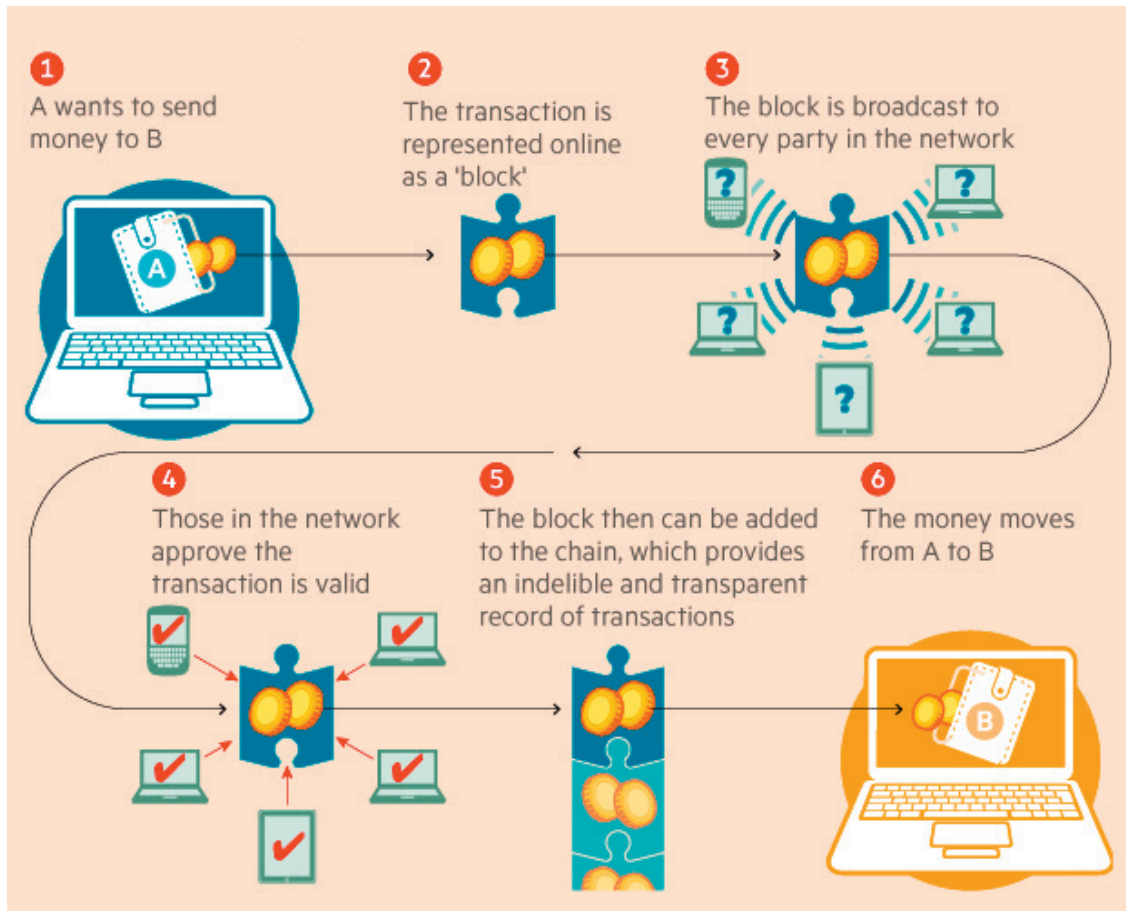 1
A wants to send
money to B
A
2
The transaction is
represented online
as a 'block'
3
The block is broadcast to
every party in the network
?
?
?
?
?
4
Those in the network
approve the
transaction is valid
5
The block then can be added
to the chain, which provides
an indelible and transparent
record of transactions
6
The money moves
from A to B
B